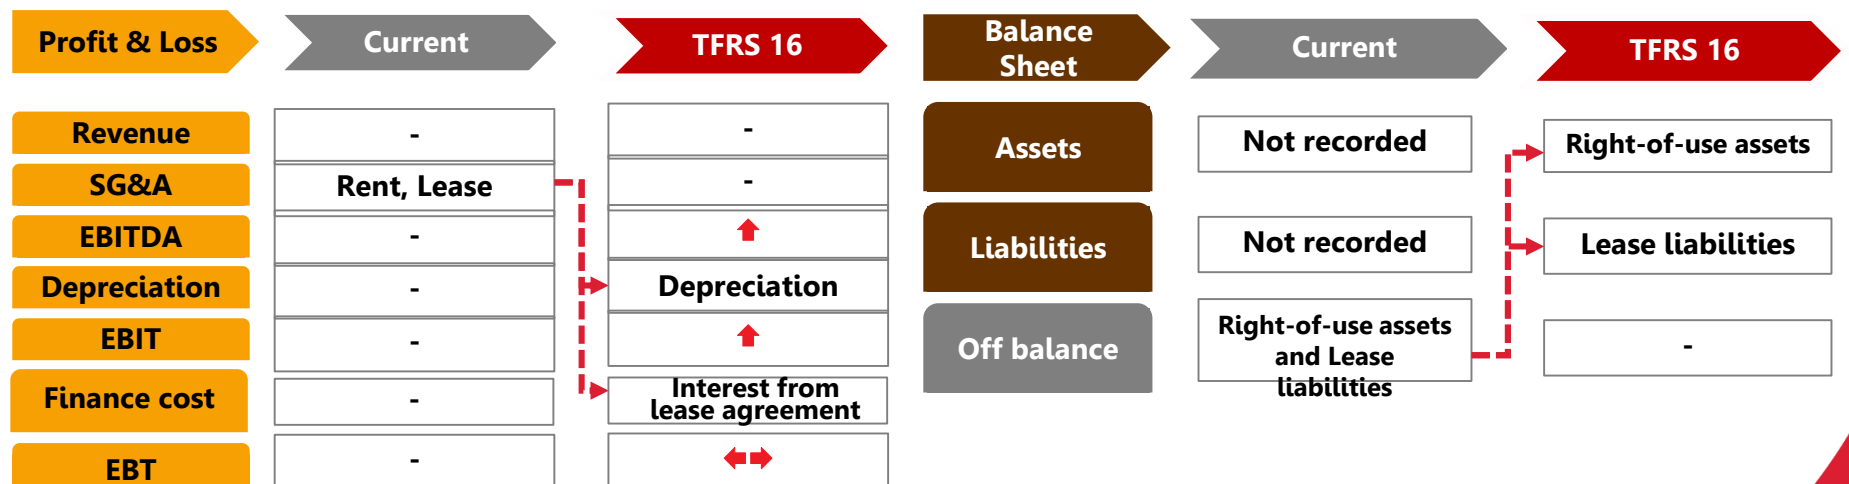 Profit & Loss
Current
TFRS 16
Balance
Sheet
Current
TFRS 16
Revenue
-
-
SG&A
Rent, Lease
-
EBITDA
-
Depreciation
-
Depreciation
EBIT
-
Finance cost
-
Interest from
lease agreement
EBT
-
Assets
Not recorded
Right-of-use assets
Liabilities
Not recorded
Lease liabilities
Off balance
Right-of-use assets
and Lease
liabilities
-